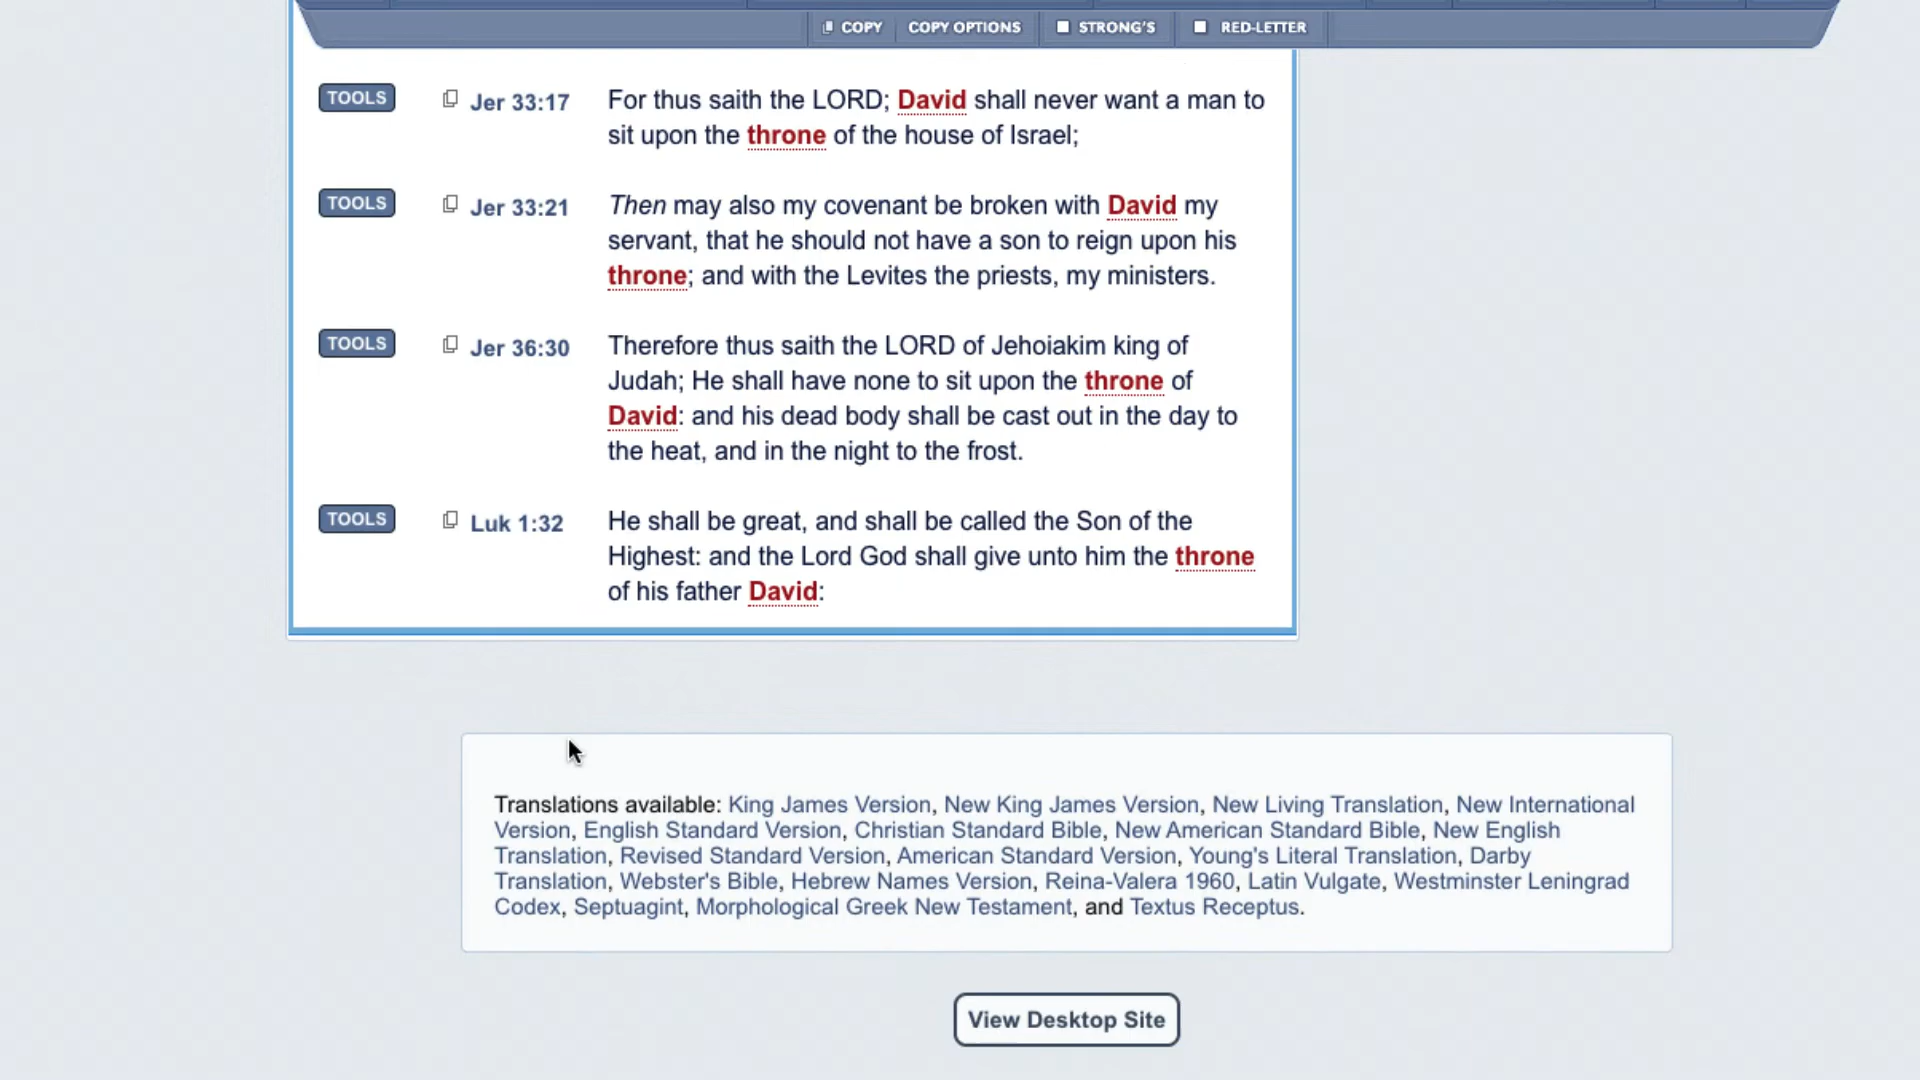 COPY COPY OPTIONS STRONG'S RED-LETTER
TOOLS Jer 33:17 For thus saith the LORD; David shall never want a man to
sit upon the throne of the house of Israel;
TOOLS Jer 33:21 Then may also my covenant be broken with David my
servant, that he should not have a son to reign upon his
throne; and with the Levites the priests, my ministers.
TOOLS Jer 36:30 Therefore thus saith the LORD of Jehoiakim king of
Judah; He shall have none to sit upon the throne of
David: and his dead body shall be cast out in the day to
the heat, and in the night to the frost.
TOOLS Luk 1:32 He shall be great, and shall be called the Son of the
Highest: and the Lord God shall give unto him the throne
of his father David:
Translations available: King James Version, New King James Version, New Living Translation, New International
Version, English Standard Version, Christian Standard Bible, New American Standard Bible, New English
Translation, Revised Standard Version, American Standard Version, Young's Literal Translation, Darby
Translation, Webster's Bible, Hebrew Names Version, Reina-Valera 1960, Latin Vulgate, Westminster Leningrad
Codex, Septuagint, Morphological Greek New Testament, and Textus Receptus.
View Desktop Site